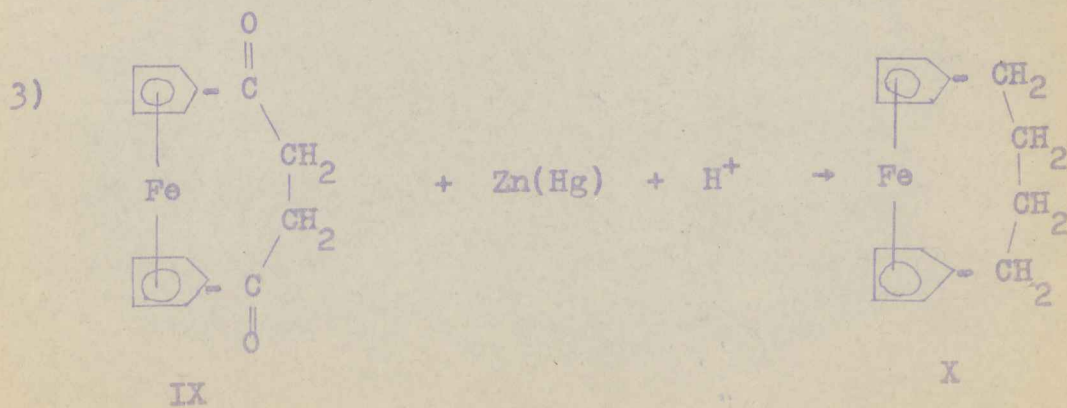 O
3) C CH₂
CH₂ CH₂
Fe + Zn(Hg) + H⁺ → Fe
CH₂ CH₂
C CH₂
O
IX X